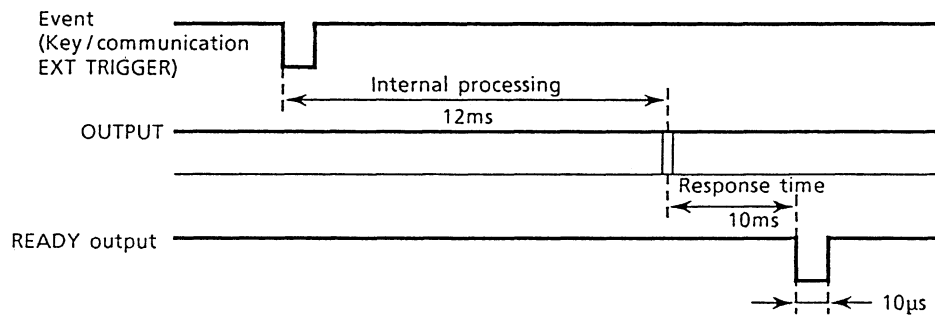 Event
(Key/communication
EXT TRIGGER)
Internal processing
12ms
OUTPUT
Response time
10ms
READY output
10μs